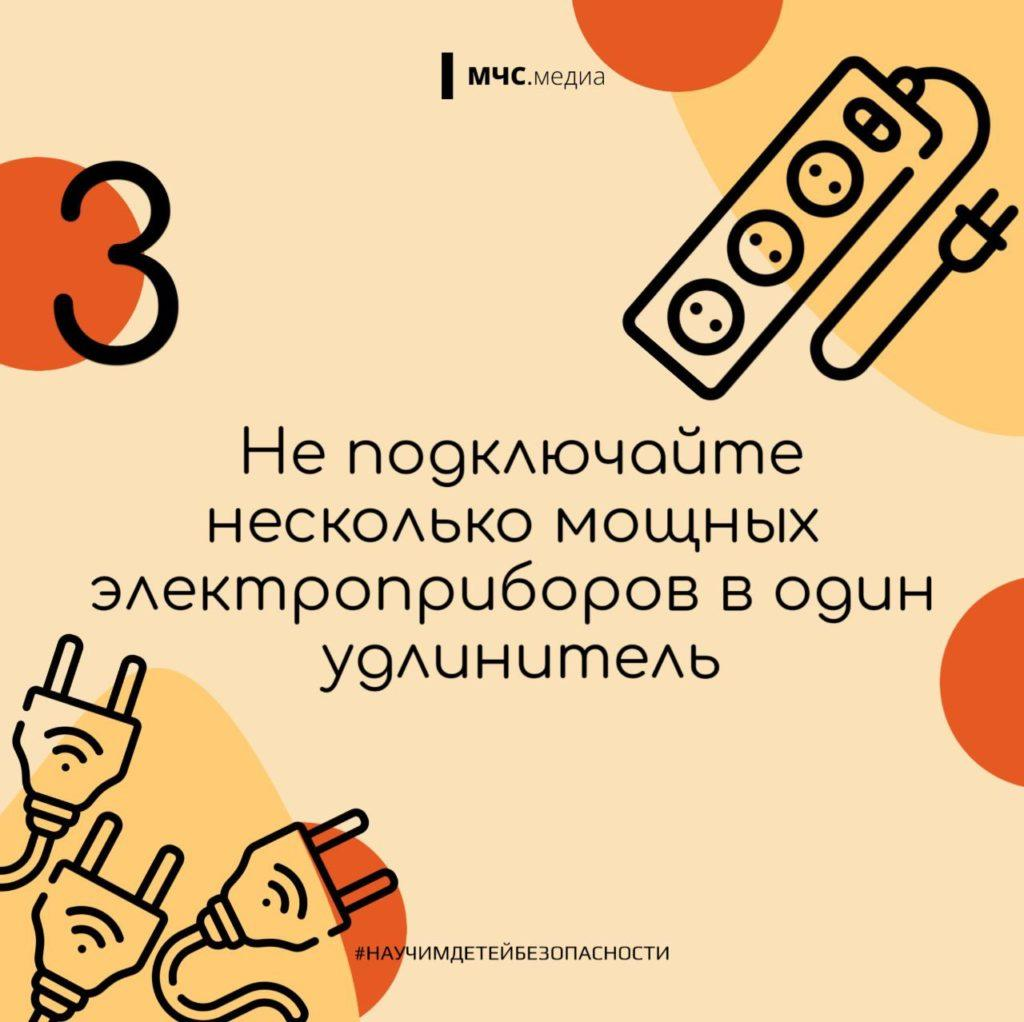 МЧС.медиа
3
Не подключайте
несколько мощных
электроприборов в один
удлинитель
#НАУЧИМДЕТЕЙБЕЗОПАСНОСТИ